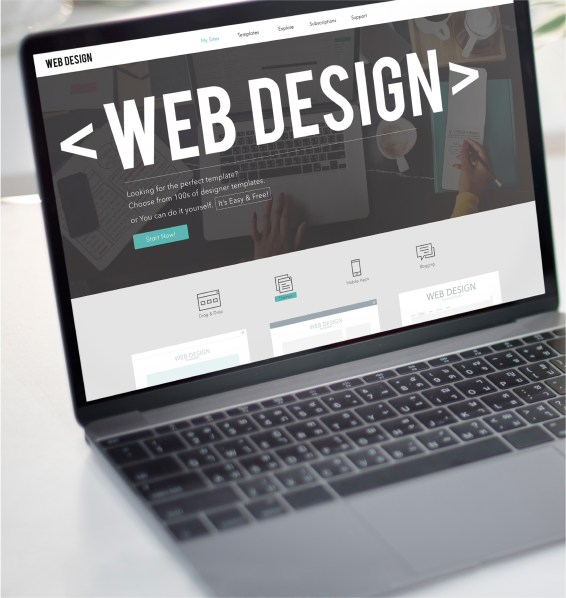 WEB DESIGN
My Sites Templates Explore Subscriptions Support
< WEB DESIGN >
Looking for the perfect template?
Choose from 100s of designer templates.
or You can do it yourself. It's Easy & Free!
Start Now!
Drag & Drop Mobile Ready Blogging
WEB DESIGN WEB DESIGN WEB DESIGN